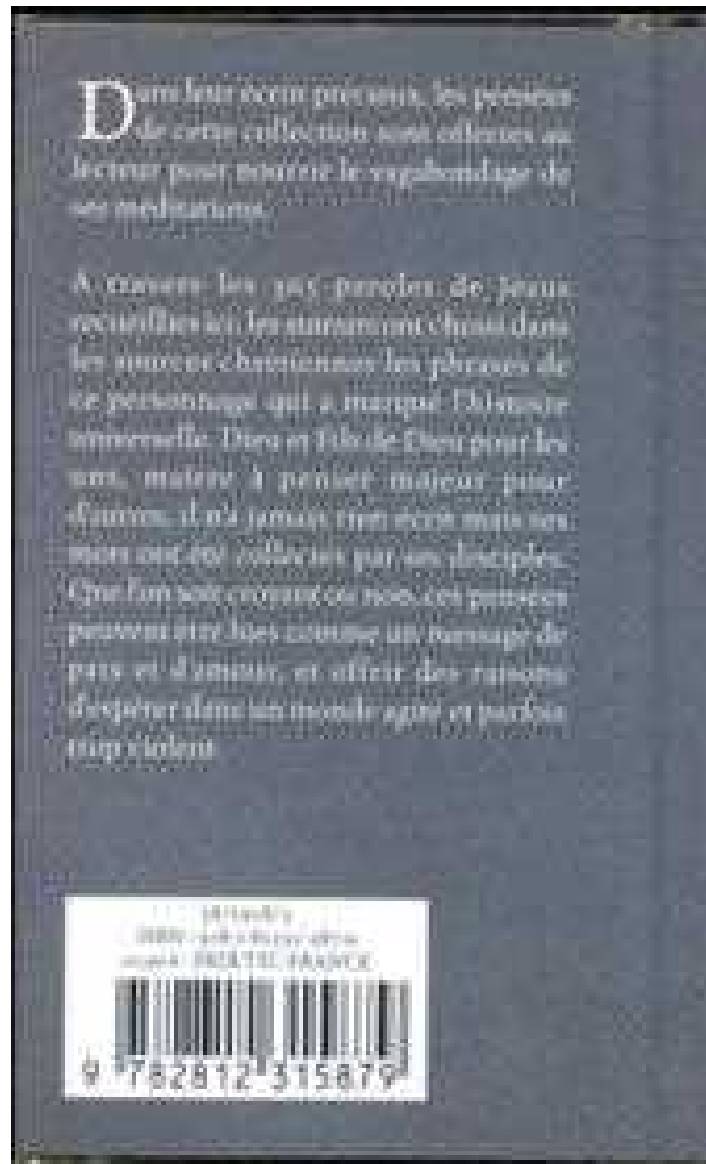 Dans leur écrin précieux, les pensées
de cette collection sont offertes au
lecteur pour nourrir le vagabondage de
ses méditations.
A travers les 365 paroles de Jésus
recueillies ici, les auteurs ont choisi dans
les sources chrétiennes les phrases de
ce personnage qui a marqué l'histoire
universelle. Dieu et Fils de Dieu pour les
uns, maître à penser majeur pour
d'autres, il n'a jamais rien écrit mais ses
mots ont été collectés par ses disciples.
Que l'on soit croyant ou non, ces pensées
peuvent être lues comme un message de
paix et d'amour, et offrir des raisons
d'espérer dans un monde agité et parfois
trop violent.
ISBN
PRIX TTC FRANCE
9 782812 315879